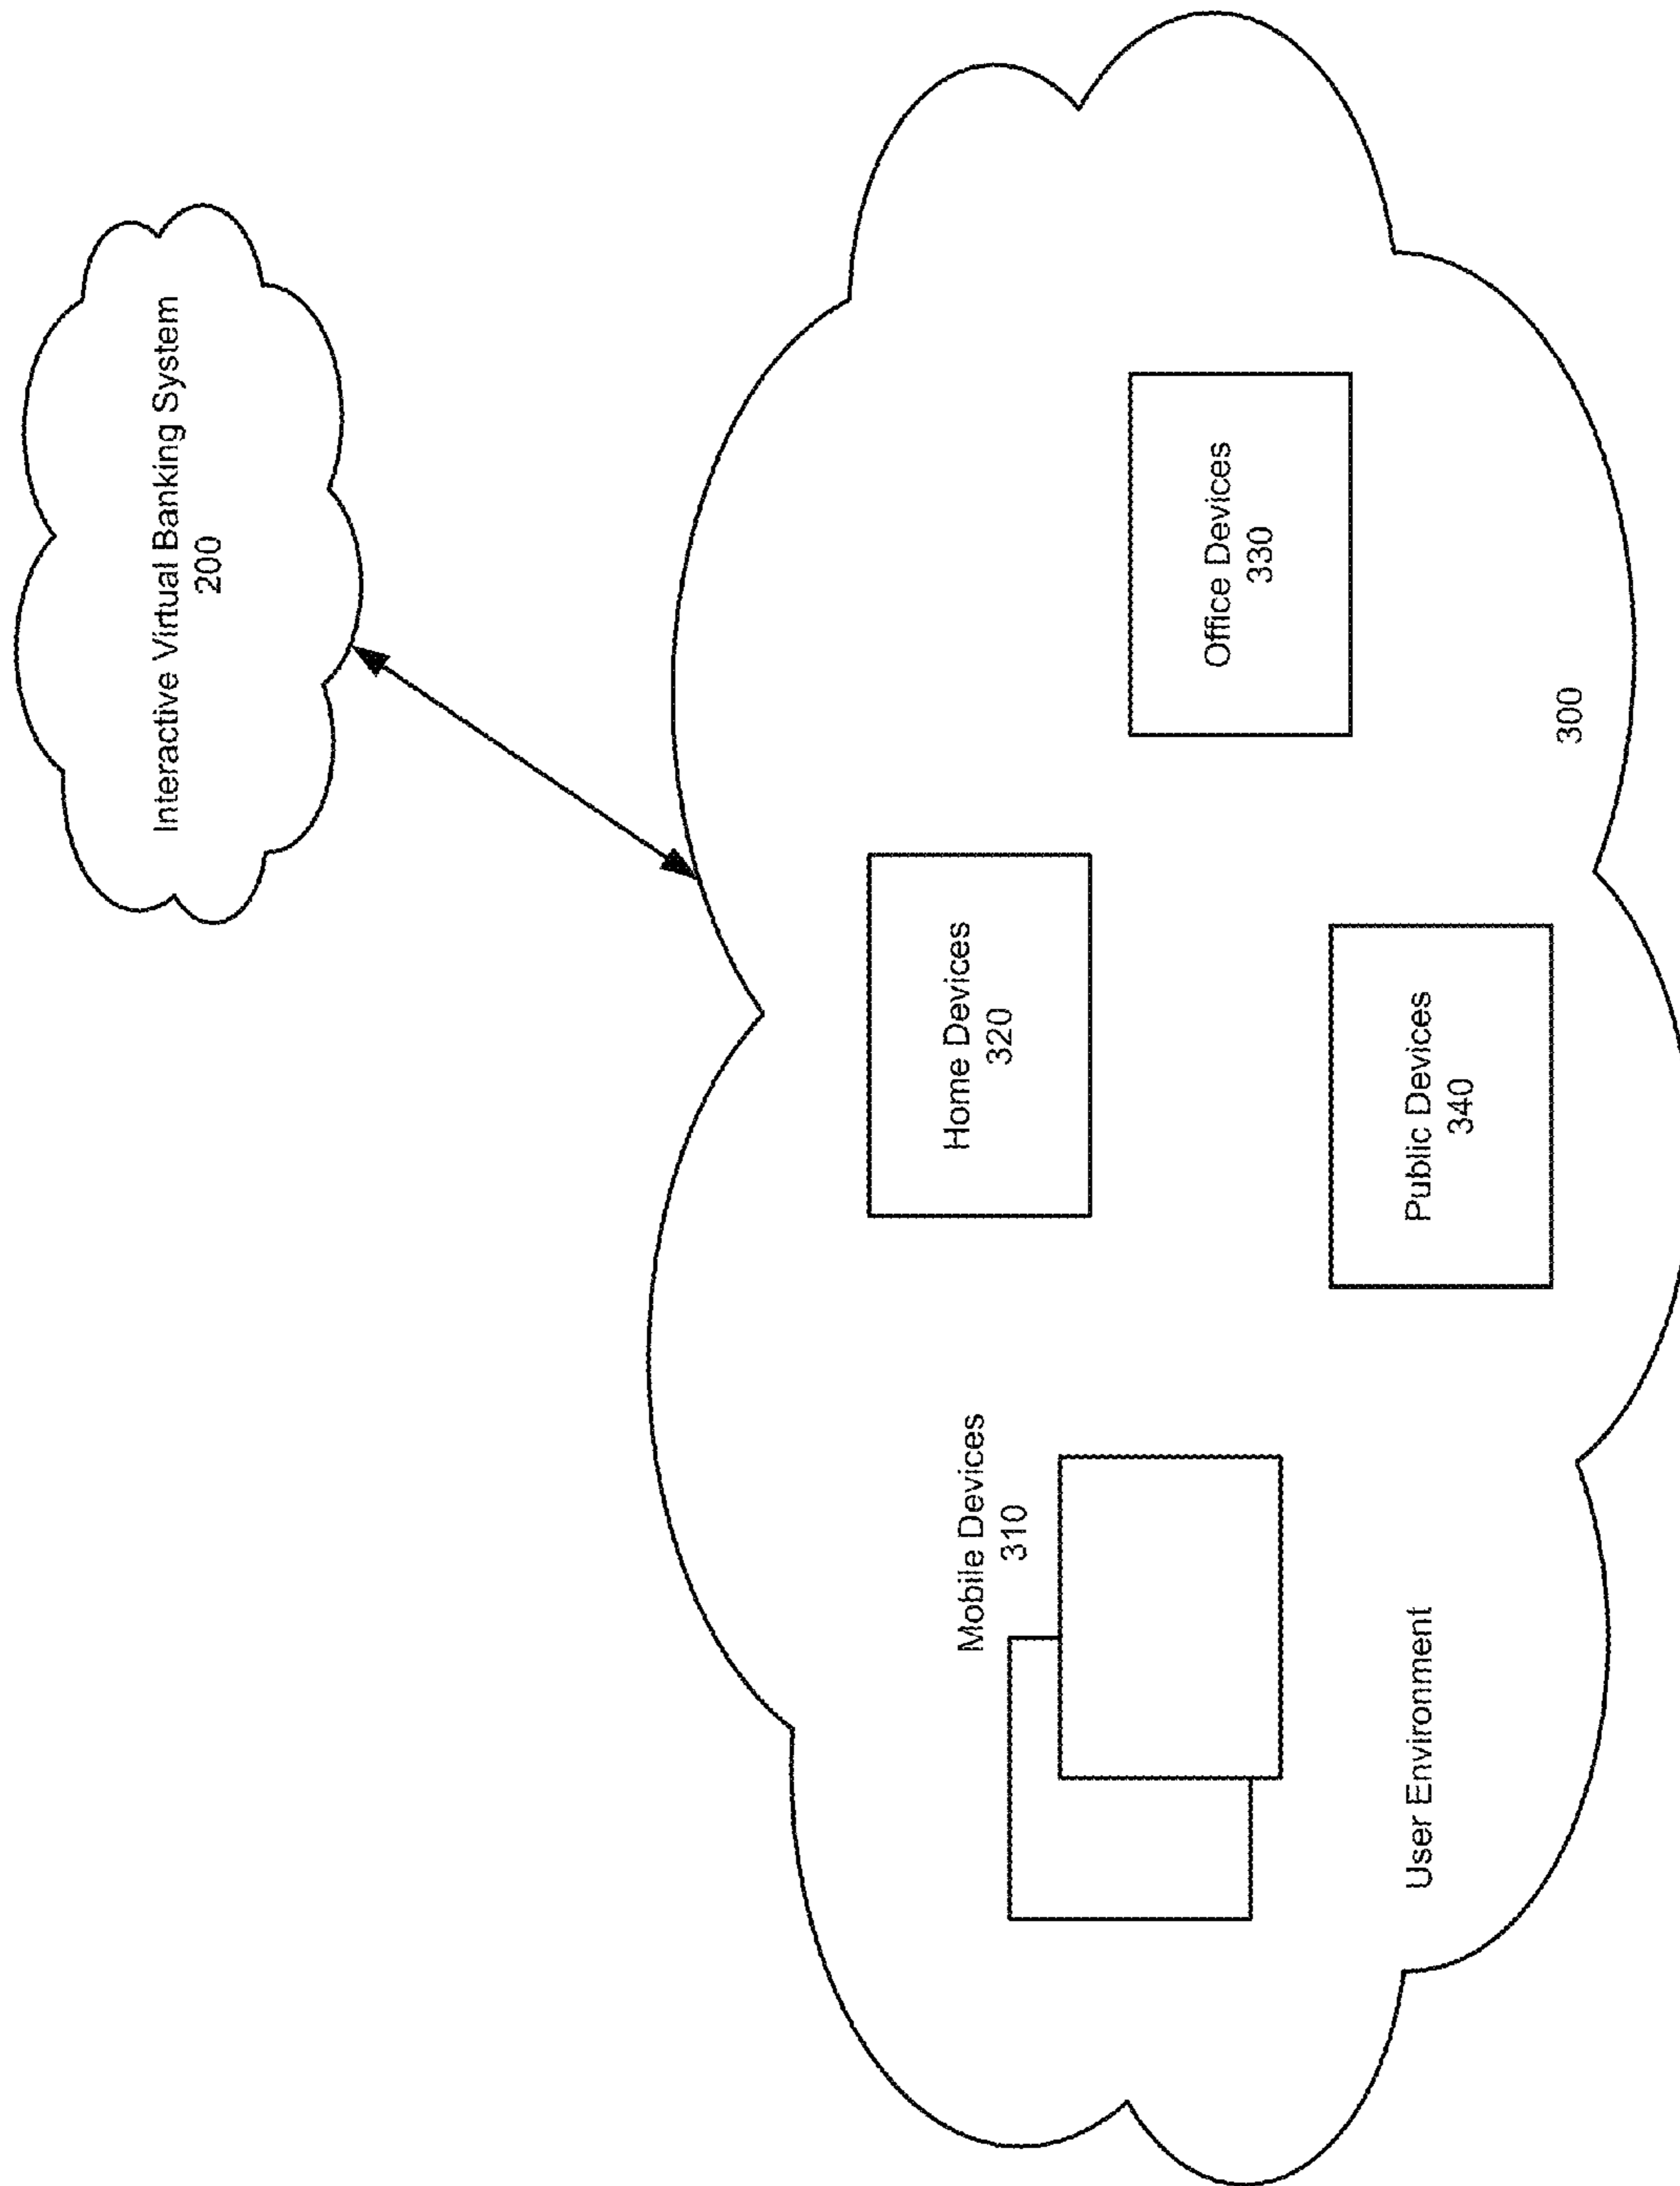 Interactive Virtual Banking System
200
Mobile Devices
310
Home Devices
320
Office Devices
330
Public Devices
340
User Environment
300